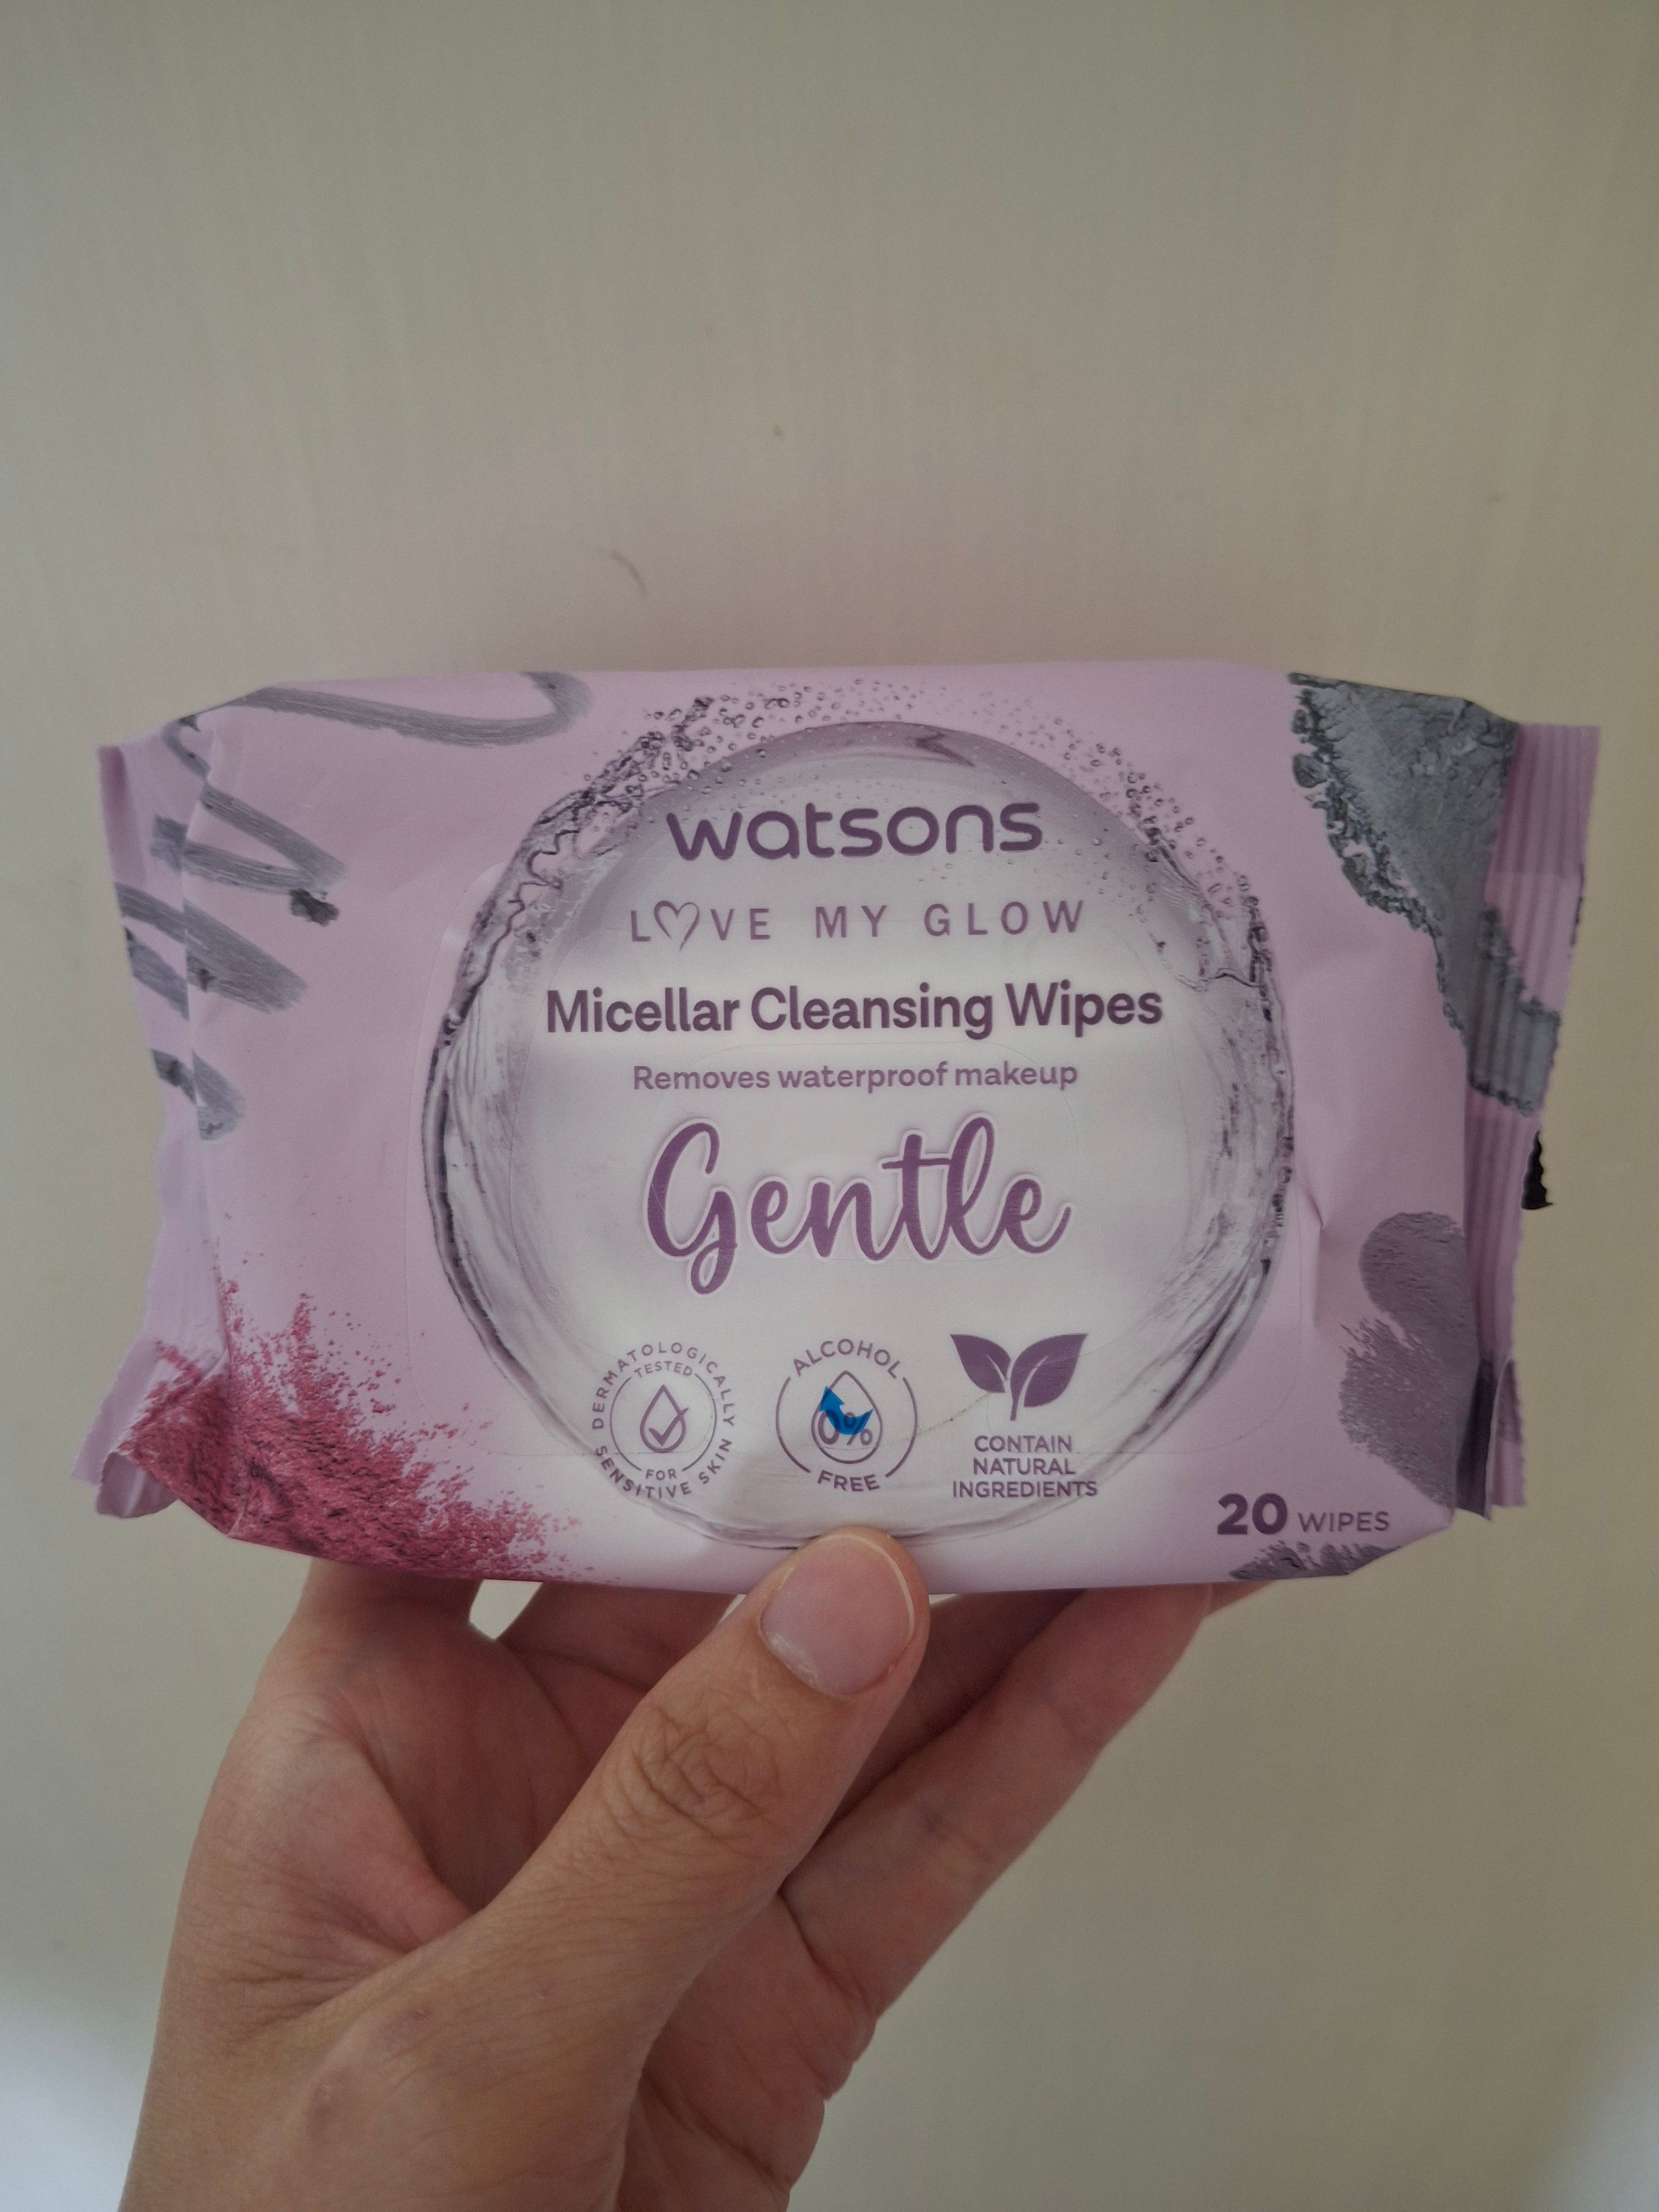 watsons
LOVE MY GLOW
Micellar Cleansing Wipes
Removes waterproof makeup
Gentle
DERMATOLOGICALLY
TESTED
FOR
SENSITIVE SKIN
ALCOHOL
0%
FREE
CONTAIN
NATURAL
INGREDIENTS
20 WIPES